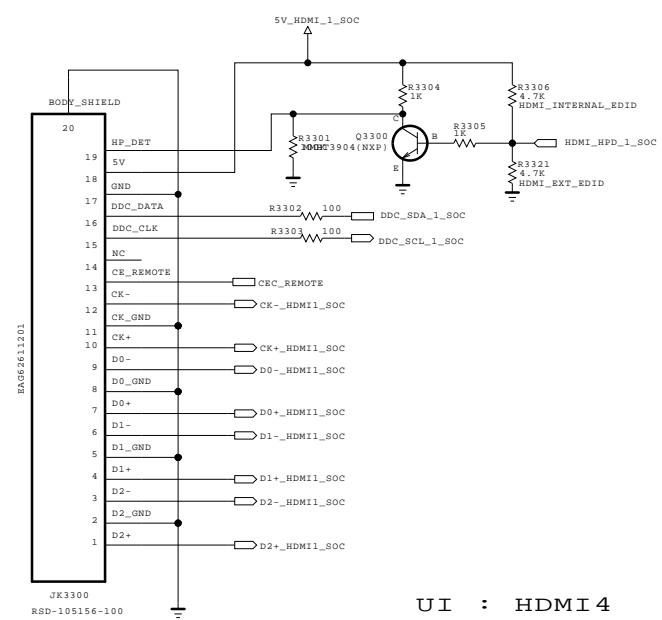 5V_HDMI_1_SOC
BODY_SHIELD
20
R3304
1K
R3306
4.7K
HDMI_INTERNAL_EDID
HP_DET
19
R3301
Q3300
MMBT3904(NXP)
C
B
E
R3305
1K
HDMI_HPD_1_SOC
5V
18
R3321
4.7K
HDMI_EXT_EDID
GND
17
DDC_DATA
16
R3302 100
DDC_SDA_1_SOC
DDC_CLK
15
R3303 100
DDC_SCL_1_SOC
NC
14
CE_REMOTE
13
CEC_REMOTE
CK-
12
CK-_HDMI1_SOC
CK_GND
11
CK+
10
CK+_HDMI1_SOC
D0-
9
D0-_HDMI1_SOC
D0_GND
8
D0+
7
D0+_HDMI1_SOC
D1-
6
D1-_HDMI1_SOC
D1_GND
5
D1+
4
D1+_HDMI1_SOC
D2-
3
D2-_HDMI1_SOC
D2_GND
2
D2+
1
D2+_HDMI1_SOC
EAG62611201
JK3300
RSD-105156-100
UI : HDMI4